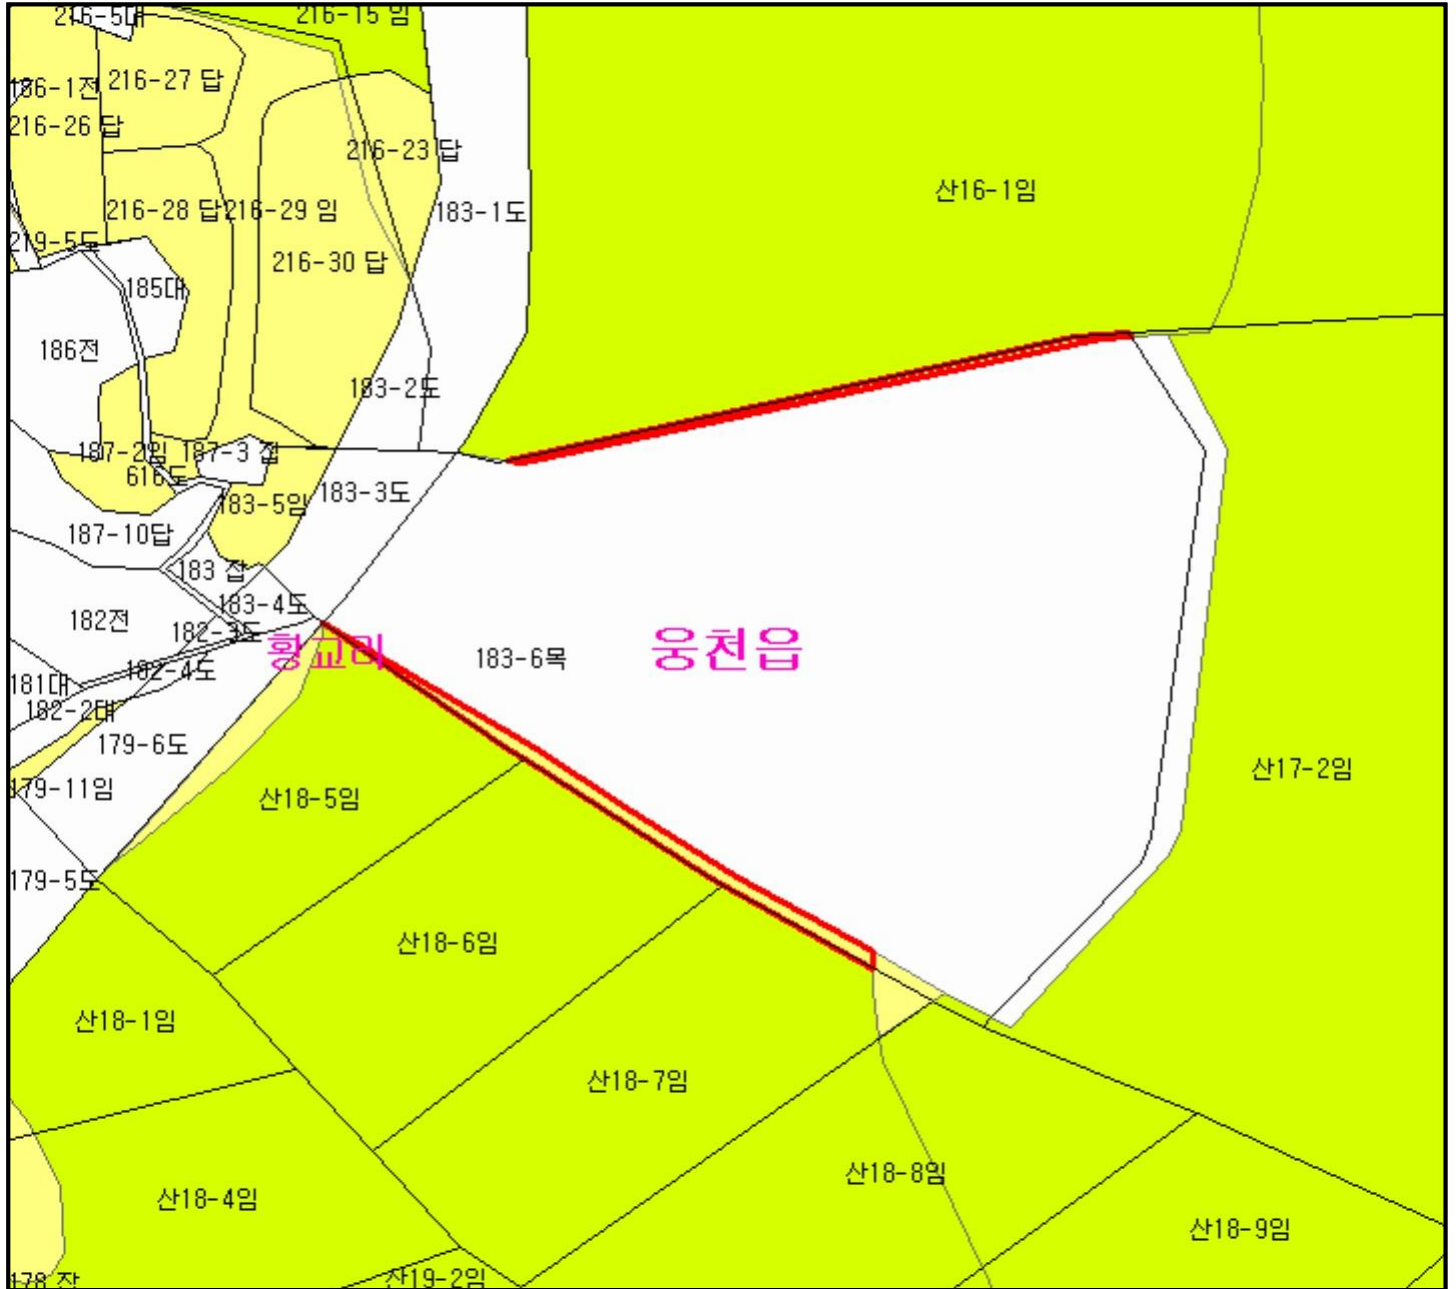 216-5대
216-15 임
186-1전
216-27 답
216-26 답
216-23 답
산16-1임
216-28 답
216-29 임
183-1도
219-5도
216-30 답
185대
186전
183-2도
187-2임
187-3 잡
616도
183-5임
183-3도
187-10답
183 잡
183-4도
182전
182-3도
황교리
183-6목
웅천읍
182-4도
181대
182-2대
179-6도
산17-2임
179-11임
산18-5임
179-5도
산18-6임
산18-1임
산18-7임
산18-8임
산18-4임
산18-9임
산19-2임
178 잡